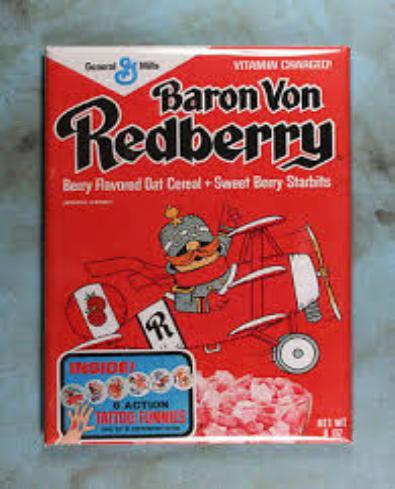 General G Mills
VITAMIN CHARGED!
Baron Von
Redberry
Berry Flavored Oat Cereal + Sweet Berry Starbits
R
INSIDE!
6 ACTION
TATTOO FUNNIES
NET WT